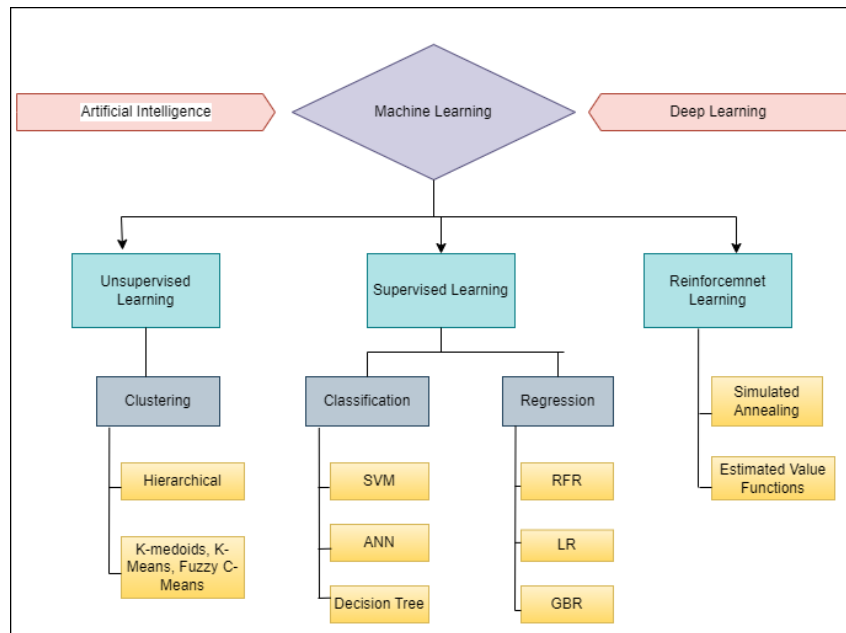 Artificial Intelligence
Machine Learning
Deep Learning
Unsupervised
Learning
Supervised Learning
Reinforcemnet
Learning
Clustering
Classification
Regression
Simulated
Annealing
Hierarchical
SVM
RFR
Estimated Value
Functions
K-medoids, K-
Means, Fuzzy C-
Means
ANN
LR
Decision Tree
GBR